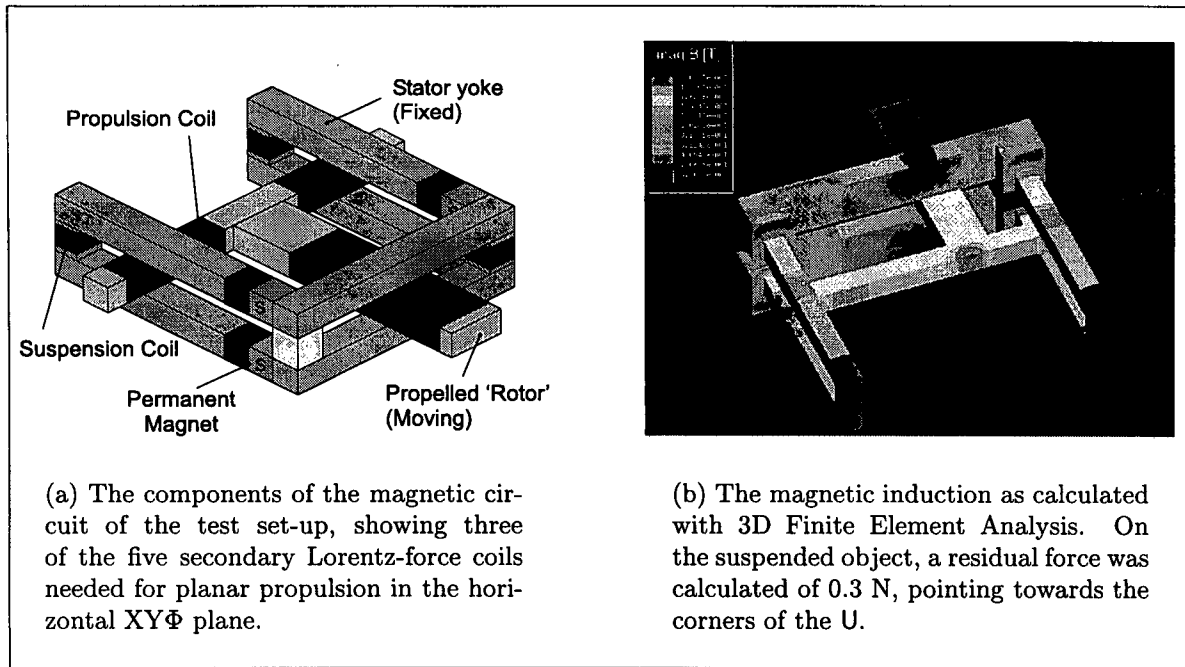 Stator yoke
(Fixed)
Propulsion Coil
S
Suspension Coil
S
Permanent
Magnet
Propelled 'Rotor'
(Moving)
(a) The components of the magnetic cir-
cuit of the test set-up, showing three
of the five secondary Lorentz-force coils
needed for planar propulsion in the hori-
zontal XYΦ plane.
(b) The magnetic induction as calculated
with 3D Finite Element Analysis. On
the suspended object, a residual force was
calculated of 0.3 N, pointing towards the
corners of the U.